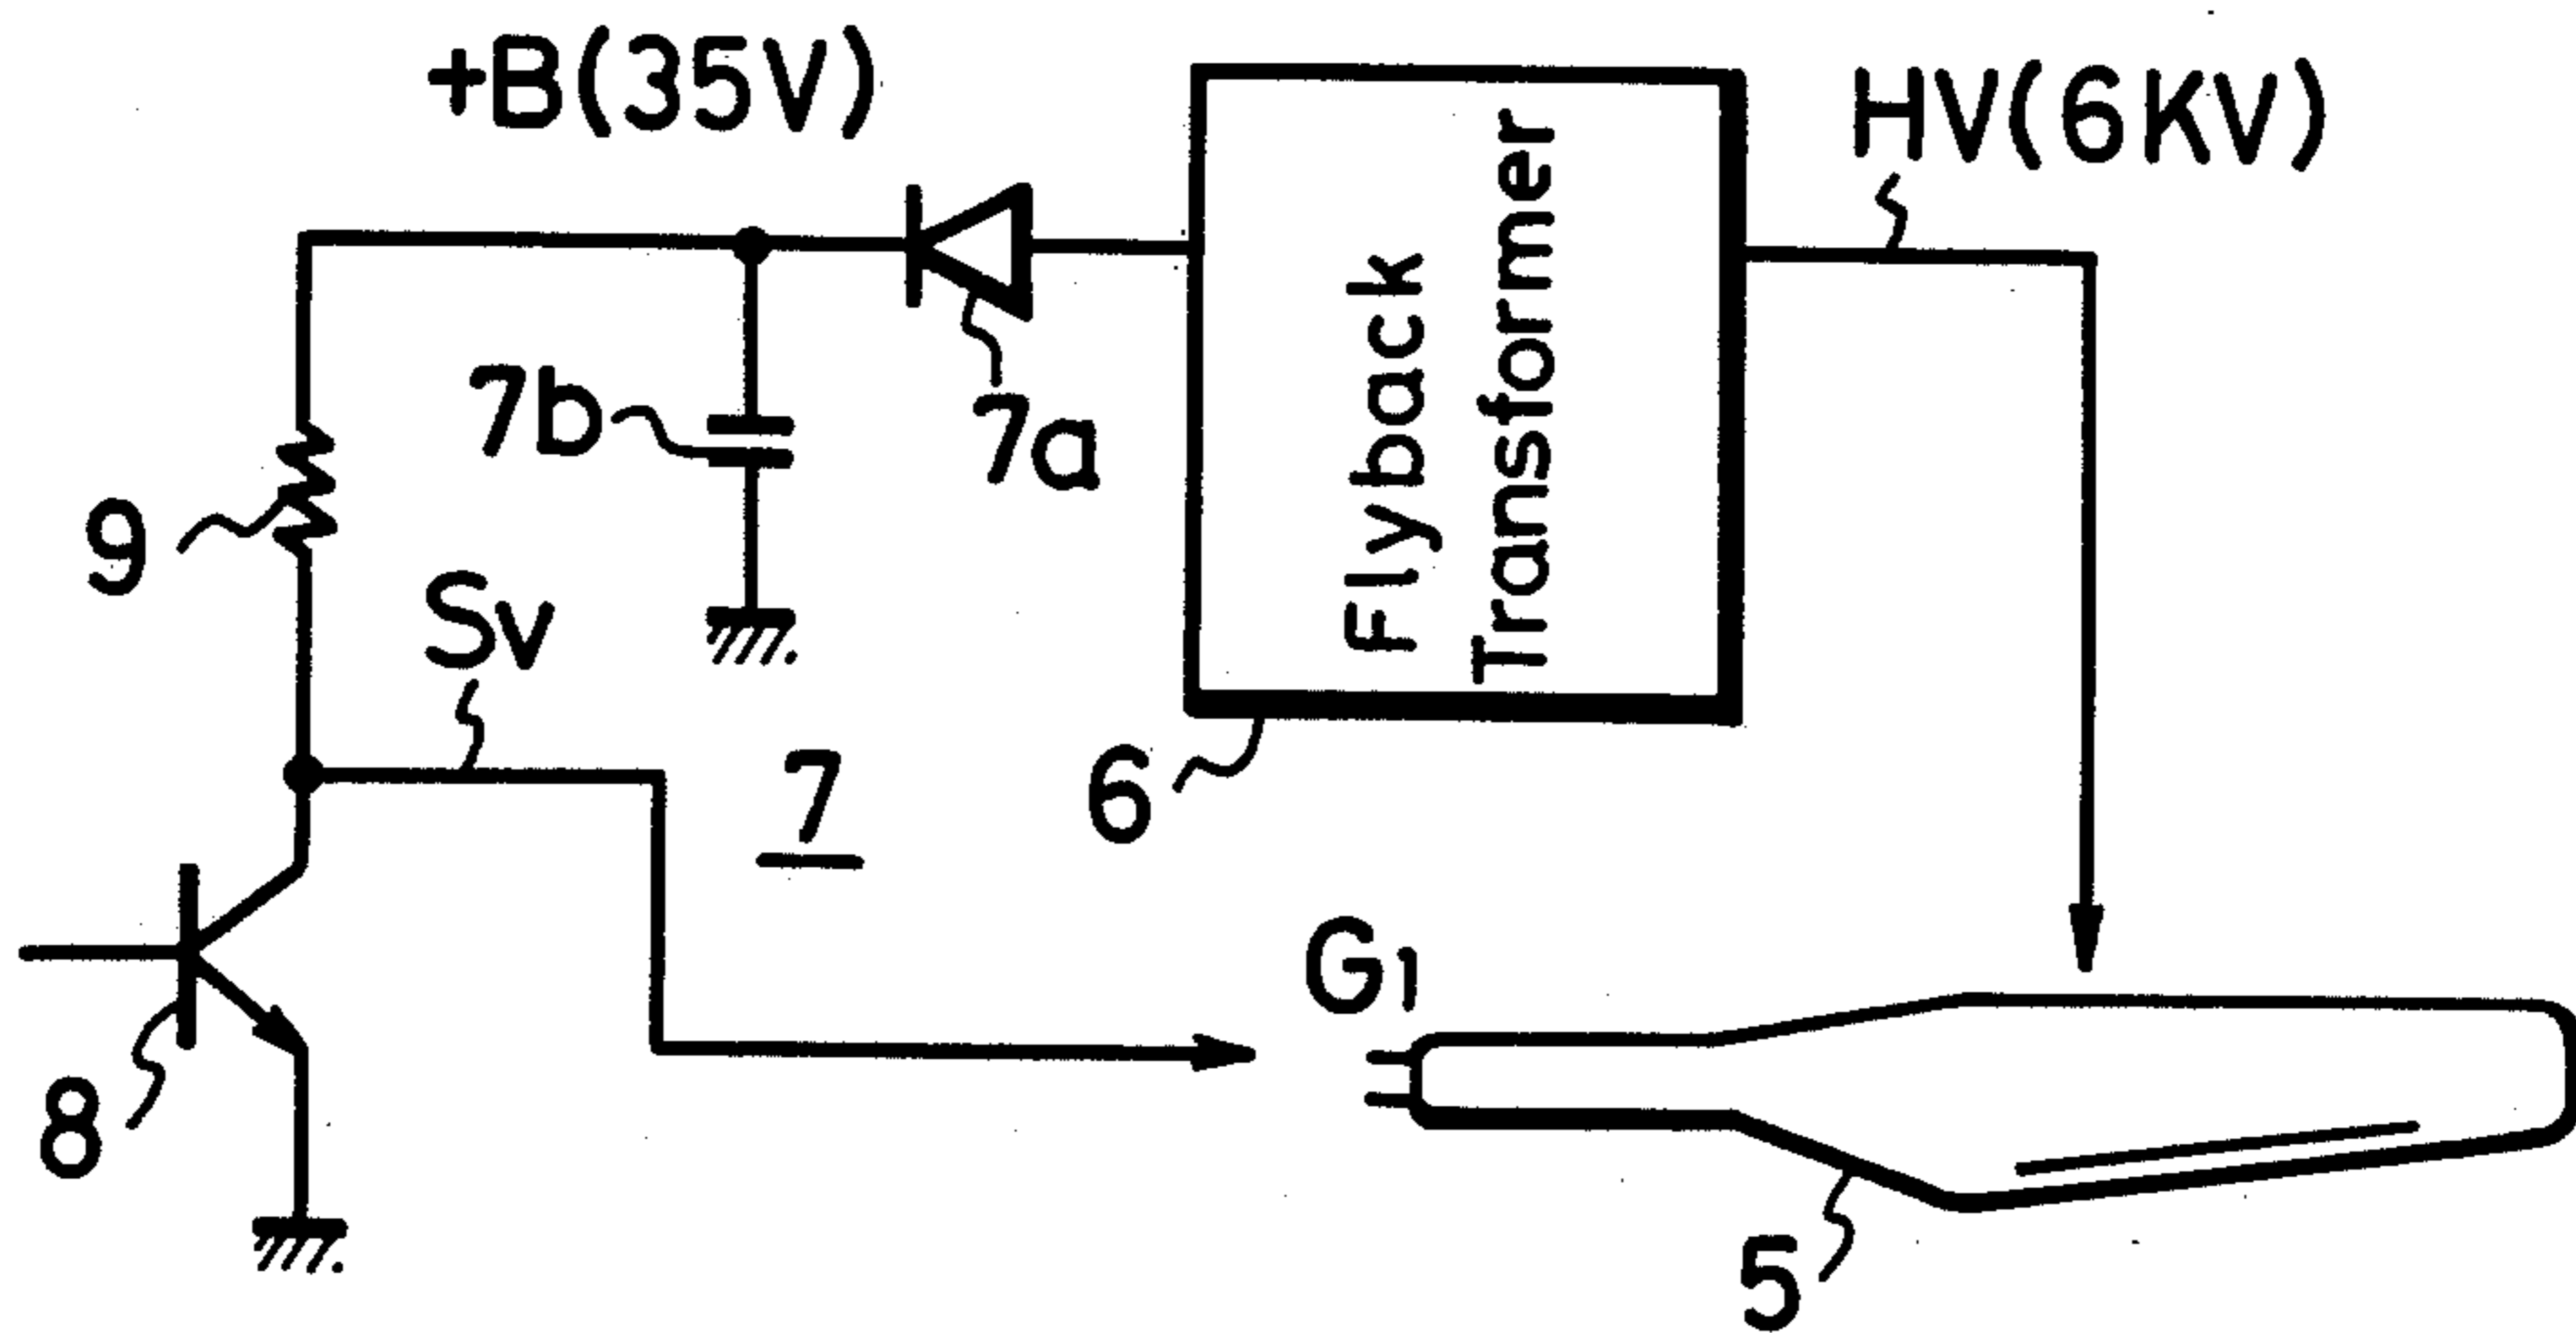 +B(35V)
HV(6KV)
Flyback
Transformer
7b
7a
9
Sv
7
6
G1
8
5